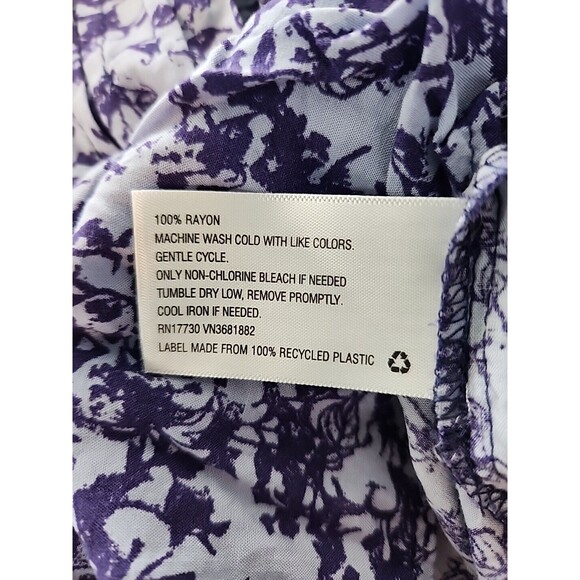 100% RAYON
MACHINE WASH COLD WITH LIKE COLORS.
GENTLE CYCLE.
ONLY NON-CHLORINE BLEACH IF NEEDED
TUMBLE DRY LOW, REMOVE PROMPTLY.
COOL IRON IF NEEDED.
RN17730 VN3681882
LABEL MADE FROM 100% RECYCLED PLASTIC